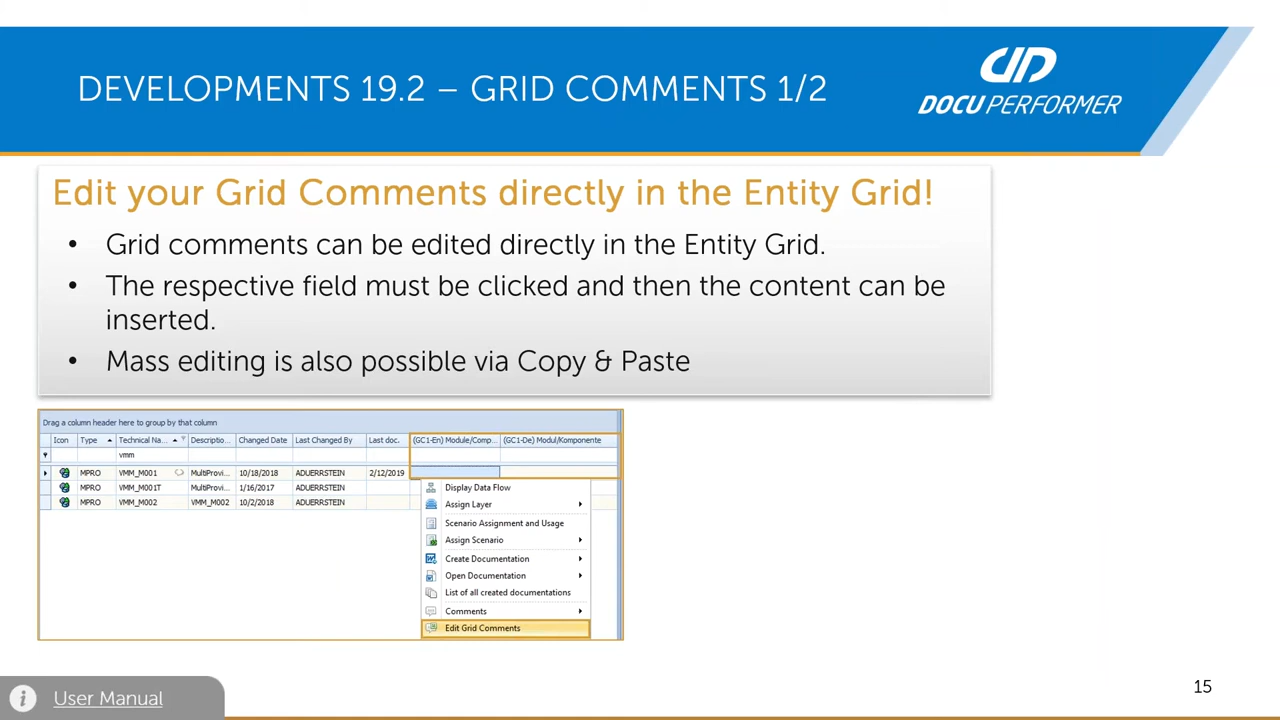 DEVELOPMENTS 19.2 – GRID COMMENTS 1/2
DOCU PERFORMER
Edit your Grid Comments directly in the Entity Grid!
• Grid comments can be edited directly in the Entity Grid.
• The respective field must be clicked and then the content can be
inserted.
• Mass editing is also possible via Copy & Paste
Drag a column header here to group by that column
Icon Type Technical Na... Descriptio... Changed Date Last Changed By Last doc. (GC1-En) Module/Comp... (GC1-De) Modul/Komponente
vmm
MPRO VMM_M001 MultiProvi... 10/18/2018 ADUERRSTEIN 2/12/2019
MPRO VMM_M001T MultiProvi... 1/16/2017 ADUERRSTEIN
MPRO VMM_M002 VMM_M002 10/2/2018 ADUERRSTEIN
Display Data Flow
Assign Layer
Scenario Assignment and Usage
Assign Scenario
Create Documentation
Open Documentation
List of all created documentations
Comments
Edit Grid Comments
User Manual
15